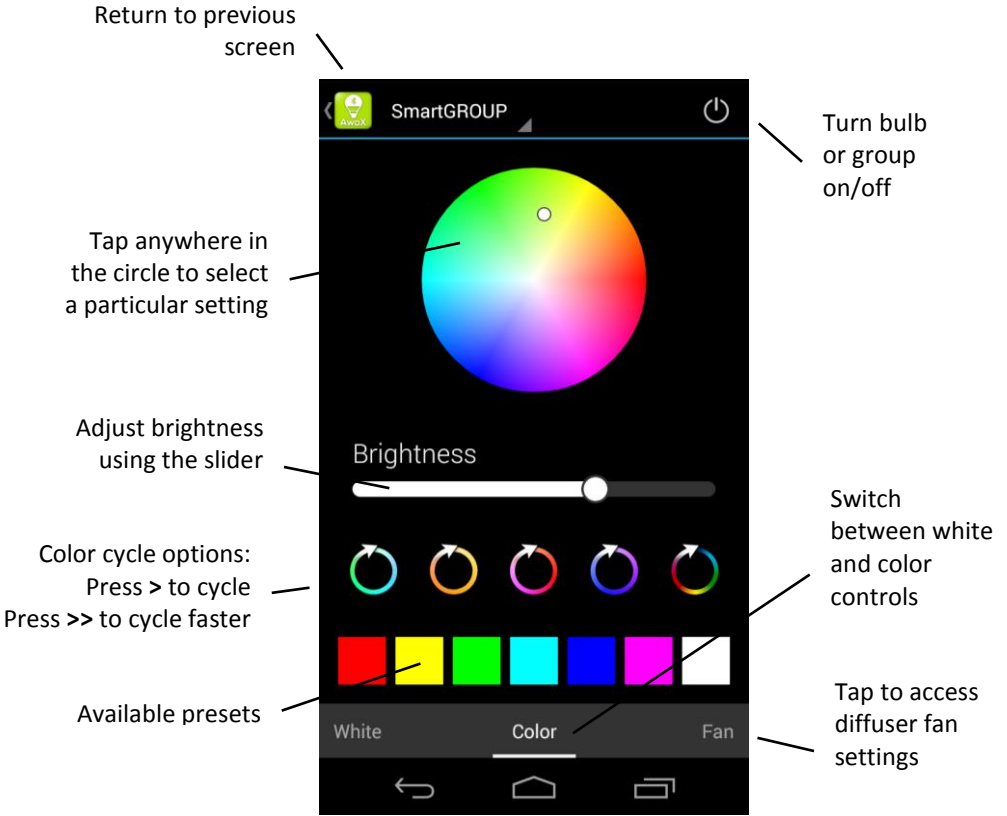 Return to previous
screen
AwoX
SmartGROUP
Turn bulb
or group
on/off
Tap anywhere in
the circle to select
a particular setting
Adjust brightness
using the slider
Brightness
Switch
between white
and color
controls
Color cycle options:
Press > to cycle
Press >> to cycle faster
Available presets
Tap to access
diffuser fan
settings
White
Color
Fan